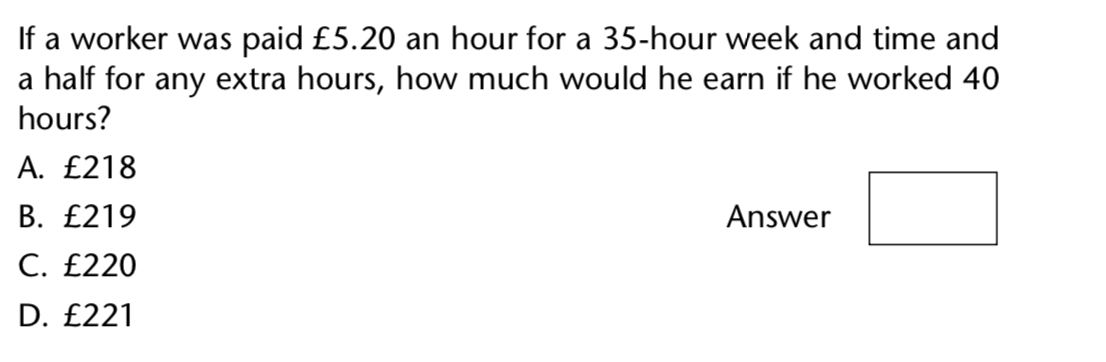 If a worker was paid £5.20 an hour for a 35-hour week and time and
a half for any extra hours, how much would he earn if he worked 40
hours?
A. £218
B. £219
Answer
C. £220
D. £221